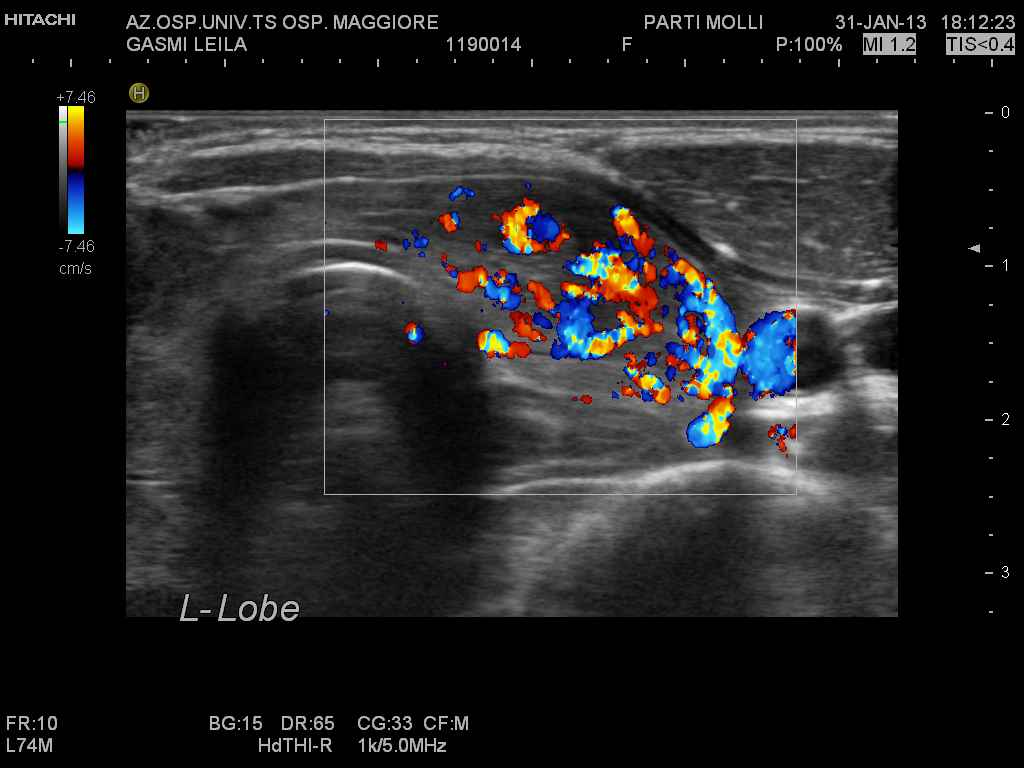 HITACHI AZ.OSP.UNIV.TS OSP. MAGGIORE PARTI MOLLI 31-JAN-13 18:12:23
GASMI LEILA 1190014 F P:100% MI 1.2 TIS<0.4
H
+7.46
-7.46
cm/s
0
1
2
3
L-Lobe
FR:10 BG:15 DR:65 CG:33 CF:M
L74M HdTHI-R 1k/5.0MHz